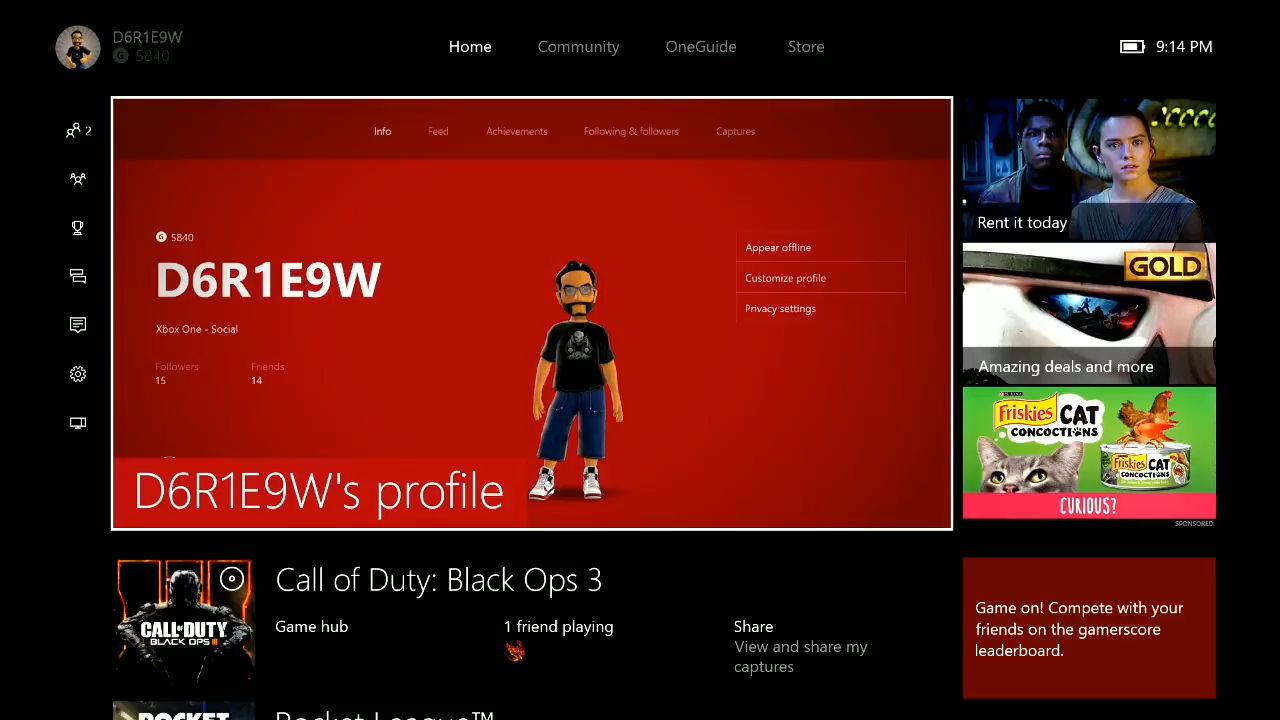 D6R1E9W
5840
Home
Community
OneGuide
Store
9:14 PM
2
Info
Feed
Achievements
Following & followers
Captures
G 5840
D6R1E9W
Xbox One - Social
Followers
15
Friends
14
Appear offline
Customize profile
Privacy settings
D6R1E9W's profile
Rent it today
GOLD
Amazing deals and more
PURINA
Friskies CAT
CONCOCTIONS
Friskies CAT
CONCOCTIONS
CURIOUS?
SPONSORED
CALL OF DUTY
BLACK OPS III
Call of Duty: Black Ops 3
Game hub
1 friend playing
Share
View and share my
captures
Game on! Compete with your
friends on the gamerscore
leaderboard.
ROCKET
Rocket League™